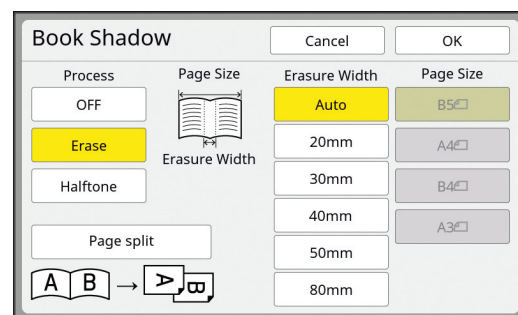 Book Shadow
Cancel
OK
Process
Page Size
Erasure Width
Page Size
OFF
Erase
Halftone
Erasure Width
Auto
20mm
30mm
40mm
50mm
80mm
B5
A4
B4
A3
Page split
A B → A B